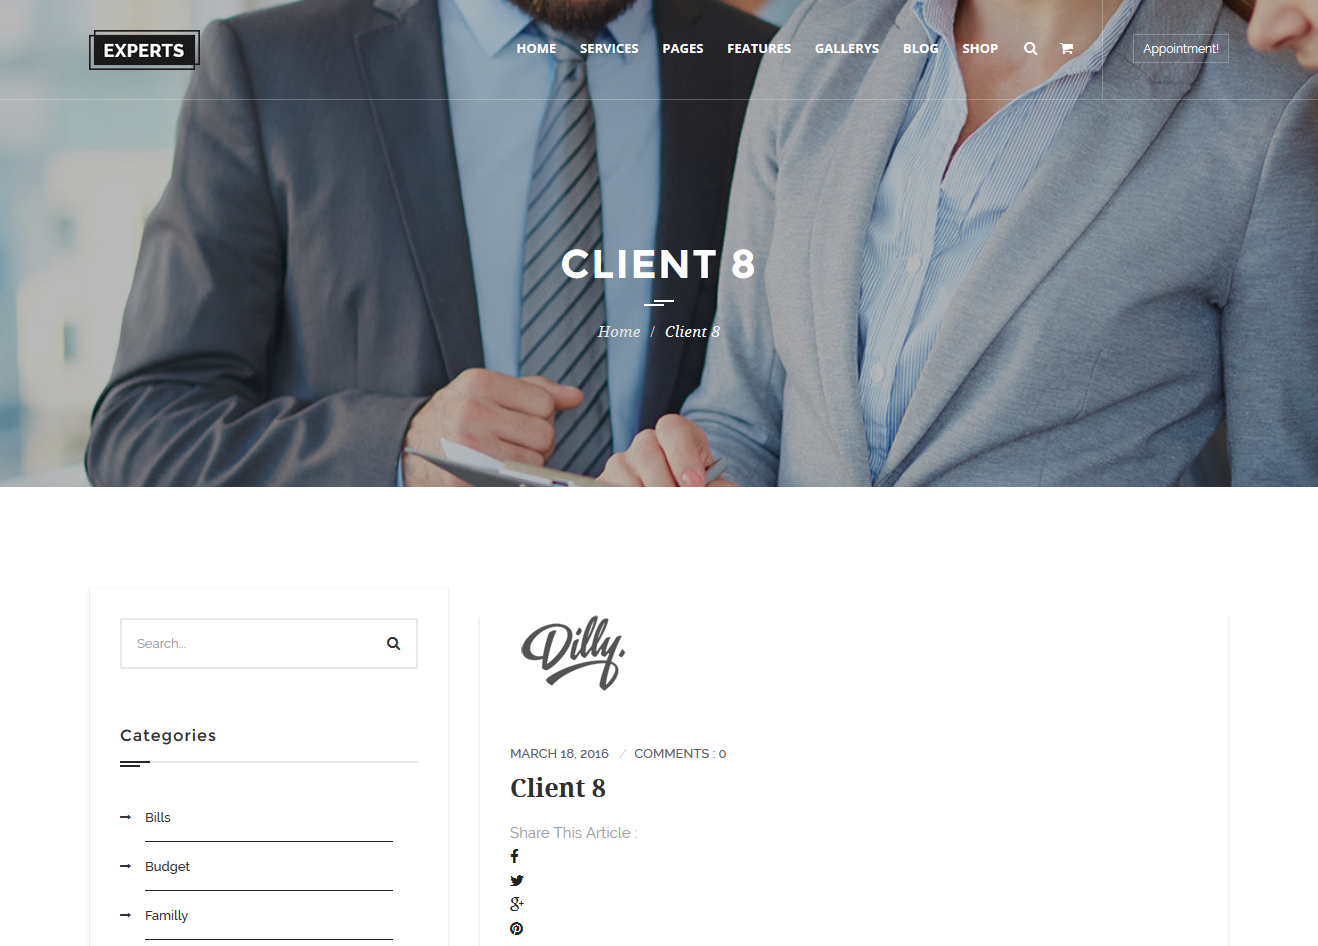 EXPERTS
HOME SERVICES PAGES FEATURES GALLERYS BLOG SHOP
Appointment!
CLIENT 8
Home / Client 8
Search...
Categories
Bills
Budget
Familly
Dilly.
MARCH 18, 2016 / COMMENTS : 0
Client 8
Share This Article :